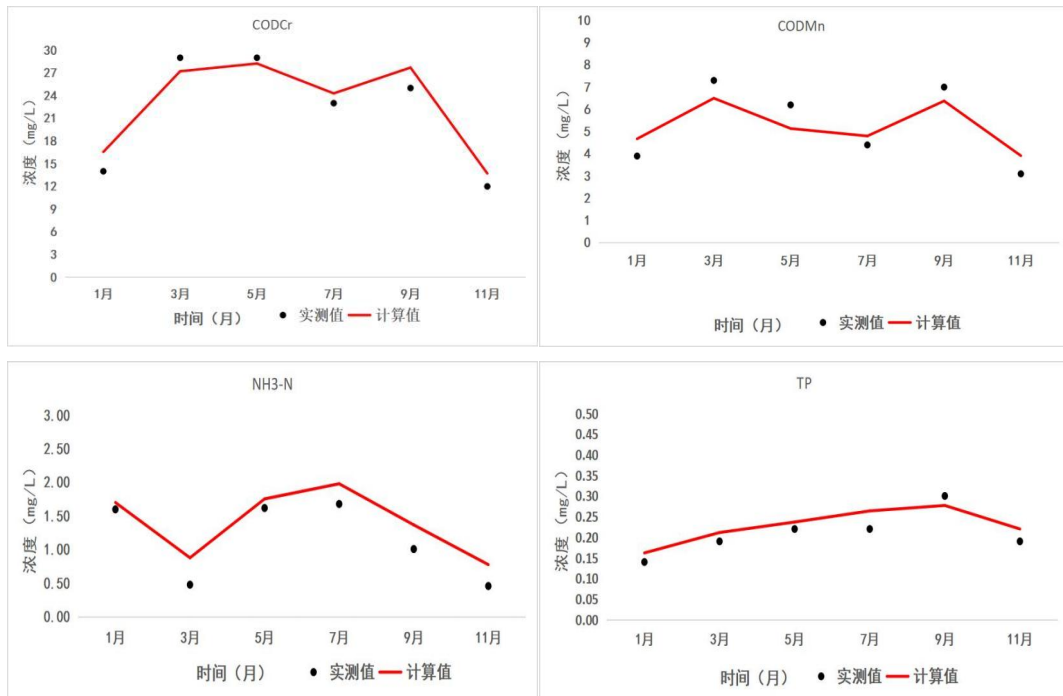 CODCr
30
27
24
21
18
15
12
9
6
3
0
浓度（mg/L）
1月 3月 5月 7月 9月 11月
时间（月） 实测值 计算值
CODMn
10
9
8
7
6
5
4
3
2
1
0
浓度（mg/L）
1月 3月 5月 7月 9月 11月
时间（月） 实测值 计算值
NH3-N
3.00
2.50
2.00
1.50
1.00
0.50
0.00
浓度（mg/L）
1月 3月 5月 7月 9月 11月
时间（月） 实测值 计算值
TP
0.50
0.45
0.40
0.35
0.30
0.25
0.20
0.15
0.10
0.05
0.00
浓度（mg/L）
1月 3月 5月 7月 9月 11月
时间（月） 实测值 计算值